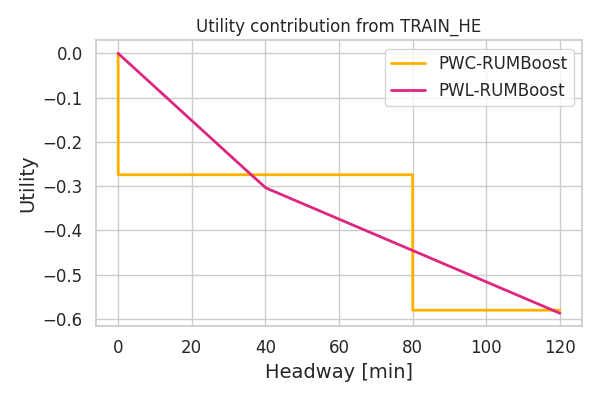 Utility contribution from TRAIN_HE
PWC-RUMBoost
PWL-RUMBoost
Utility
0.0
−0.1
−0.2
−0.3
−0.4
−0.5
−0.6
0 20 40 60 80 100 120
Headway [min]